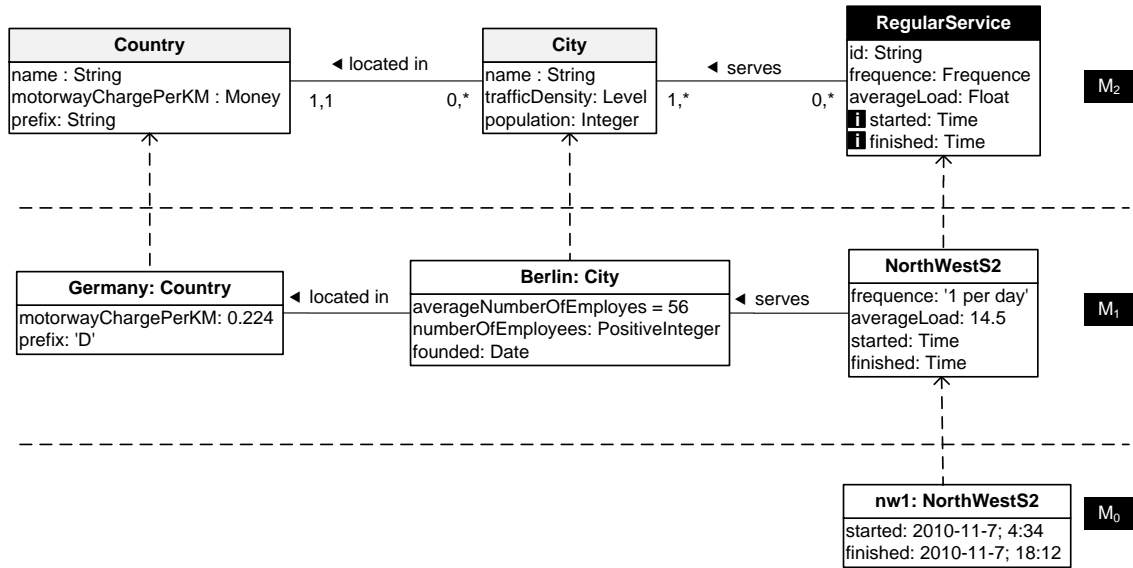 Country
name : String
motorwayChargePerKM : Money
prefix: String
◄ located in
1,1
0,*
City
name : String
trafficDensity: Level
population: Integer
◄ serves
1,*
0,*
RegularService
id: String
frequence: Frequence
averageLoad: Float
i started: Time
i finished: Time
M2
Germany: Country
motorwayChargePerKM: 0.224
prefix: 'D'
◄ located in
Berlin: City
averageNumberOfEmployes = 56
numberOfEmployees: PositiveInteger
founded: Date
◄ serves
NorthWestS2
frequence: '1 per day'
averageLoad: 14.5
started: Time
finished: Time
M1
nw1: NorthWestS2
started: 2010-11-7; 4:34
finished: 2010-11-7; 18:12
M0